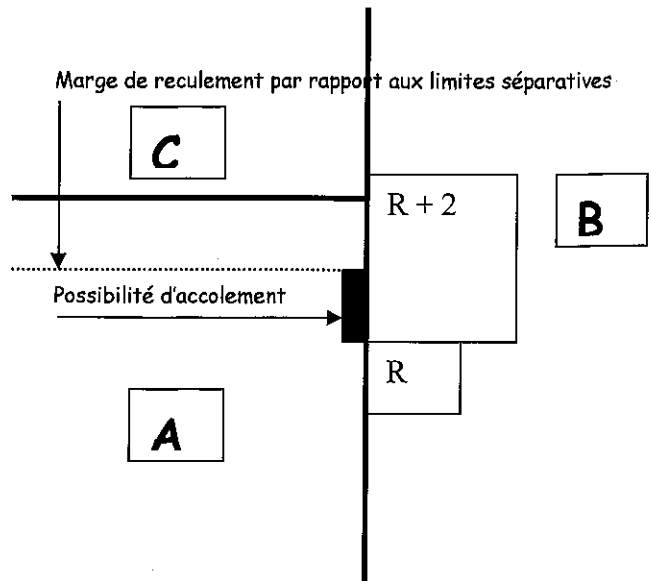 Marge de reculement par rapport aux limites séparatives
C
R + 2
B
Possibilité d'accolement
R
A